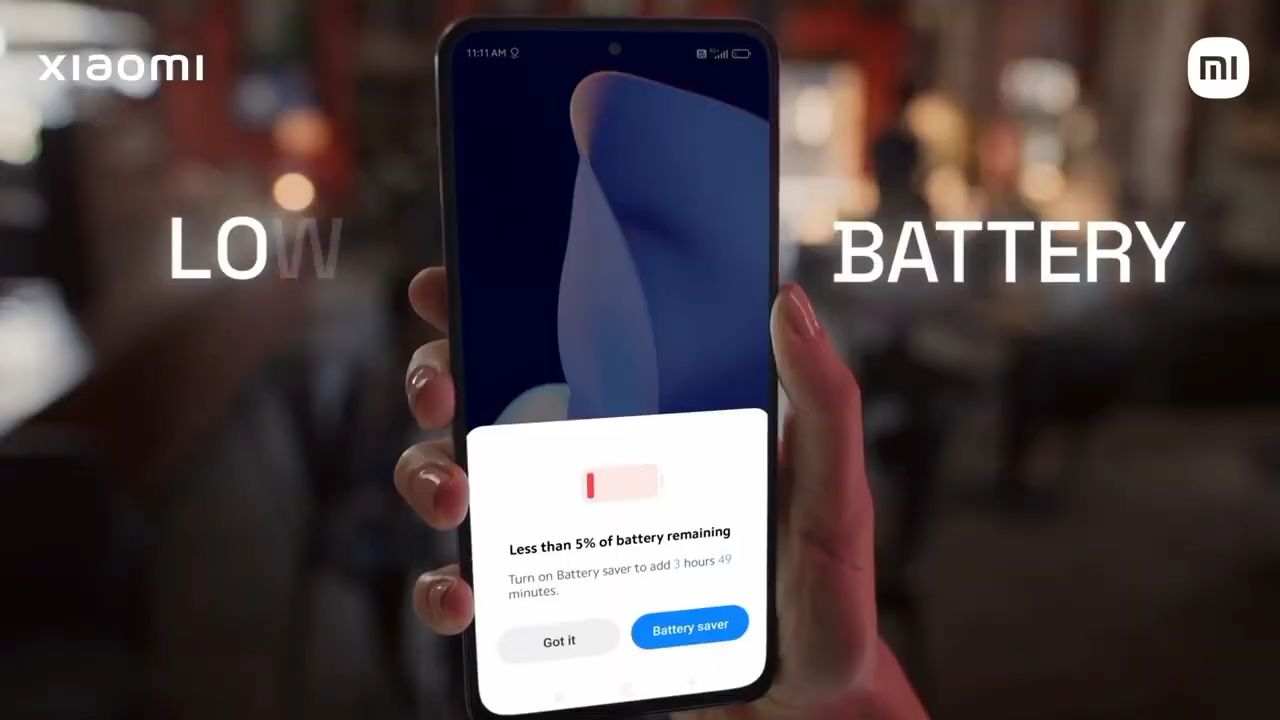 xiaomi
mi
11:11 AM
LOW
BATTERY
Less than 5% of battery remaining
Turn on Battery saver to add 3 hours 49
minutes.
Got it
Battery saver